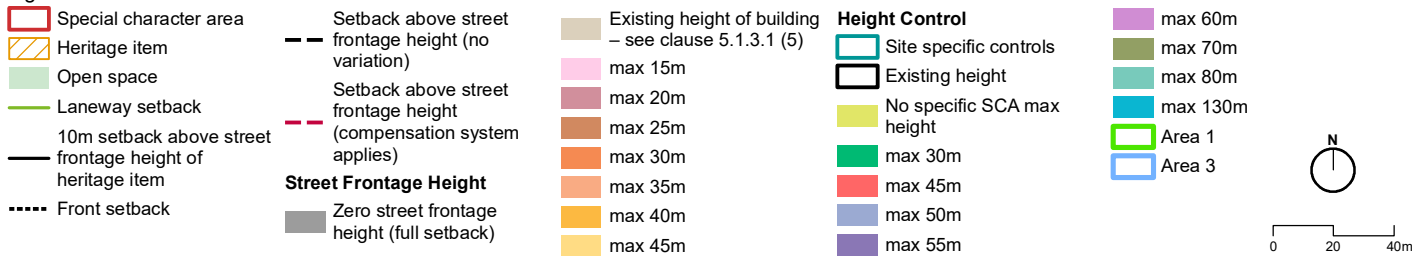 Special character area
Heritage item
Open space
Laneway setback
10m setback above street
frontage height of
heritage item
Front setback
Setback above street
frontage height (no
variation)
Setback above street
frontage height
(compensation system
applies)
Street Frontage Height
Zero street frontage
height (full setback)
Existing height of building
– see clause 5.1.3.1 (5)
max 15m
max 20m
max 25m
max 30m
max 35m
max 40m
max 45m
Height Control
Site specific controls
Existing height
No specific SCA max
height
max 30m
max 45m
max 50m
max 55m
max 60m
max 70m
max 80m
max 130m
Area 1
Area 3
N
0 20 40m